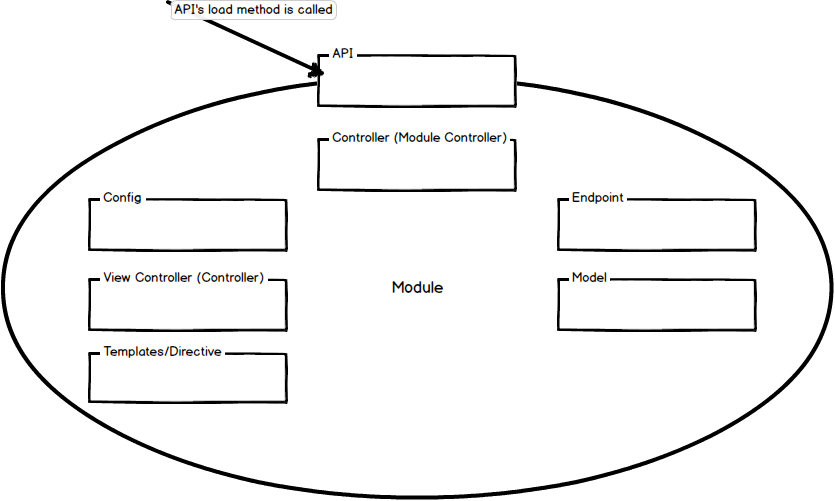 API's load method is called
API
Controller (Module Controller)
Config
Endpoint
View Controller (Controller)
Model
Module
Templates/Directive